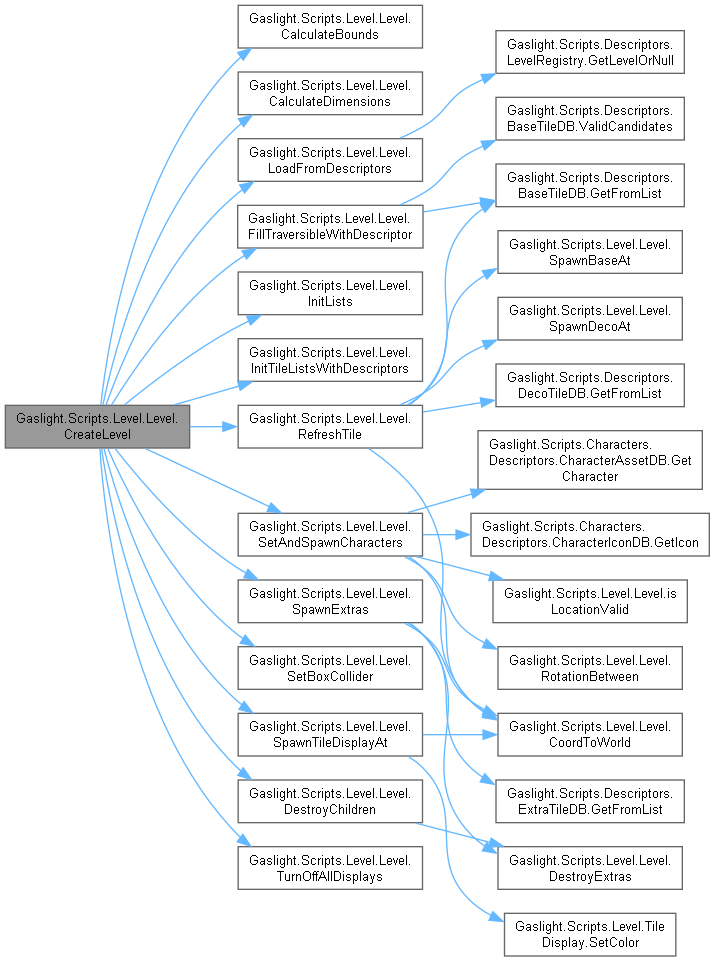 Gaslight.Scripts.Level.Level.
CreateLevel
Gaslight.Scripts.Level.Level.
CalculateBounds
Gaslight.Scripts.Level.Level.
CalculateDimensions
Gaslight.Scripts.Level.Level.
LoadFromDescriptors
Gaslight.Scripts.Level.Level.
FillTraversibleWithDescriptor
Gaslight.Scripts.Level.Level.
InitLists
Gaslight.Scripts.Level.Level.
InitTileListsWithDescriptors
Gaslight.Scripts.Level.Level.
RefreshTile
Gaslight.Scripts.Level.Level.
SetAndSpawnCharacters
Gaslight.Scripts.Level.Level.
SpawnExtras
Gaslight.Scripts.Level.Level.
SetBoxCollider
Gaslight.Scripts.Level.Level.
SpawnTileDisplayAt
Gaslight.Scripts.Level.Level.
DestroyChildren
Gaslight.Scripts.Level.Level.
TurnOffAllDisplays
Gaslight.Scripts.Descriptors.
LevelRegistry.GetLevelOrNull
Gaslight.Scripts.Descriptors.
BaseTileDB.ValidCandidates
Gaslight.Scripts.Descriptors.
BaseTileDB.GetFromList
Gaslight.Scripts.Level.Level.
SpawnBaseAt
Gaslight.Scripts.Level.Level.
SpawnDecoAt
Gaslight.Scripts.Descriptors.
DecoTileDB.GetFromList
Gaslight.Scripts.Characters.
Descriptors.CharacterAssetDB.Get
Character
Gaslight.Scripts.Characters.
Descriptors.CharacterIconDB.GetIcon
Gaslight.Scripts.Level.Level.is
LocationValid
Gaslight.Scripts.Level.Level.
RotationBetween
Gaslight.Scripts.Level.Level.
CoordToWorld
Gaslight.Scripts.Descriptors.
ExtraTileDB.GetFromList
Gaslight.Scripts.Level.Level.
DestroyExtras
Gaslight.Scripts.Level.Tile
Display.SetColor